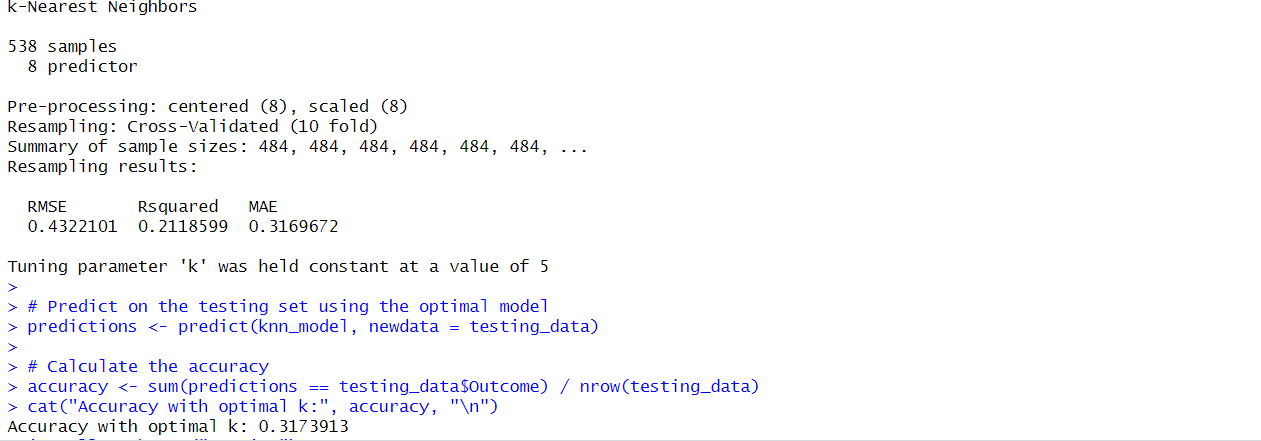 k-Nearest Neighbors
538 samples
  8 predictor
Pre-processing: centered (8), scaled (8)
Resampling: Cross-Validated (10 fold)
Summary of sample sizes: 484, 484, 484, 484, 484, 484, ...
Resampling results:
  RMSE       Rsquared   MAE
  0.4322101  0.2118599  0.3169672
Tuning parameter 'k' was held constant at a value of 5
>
> # Predict on the testing set using the optimal model
> predictions <- predict(knn_model, newdata = testing_data)
>
> # Calculate the accuracy
> accuracy <- sum(predictions == testing_data$Outcome) / nrow(testing_data)
> cat("Accuracy with optimal k:", accuracy, "\n")
Accuracy with optimal k: 0.3173913